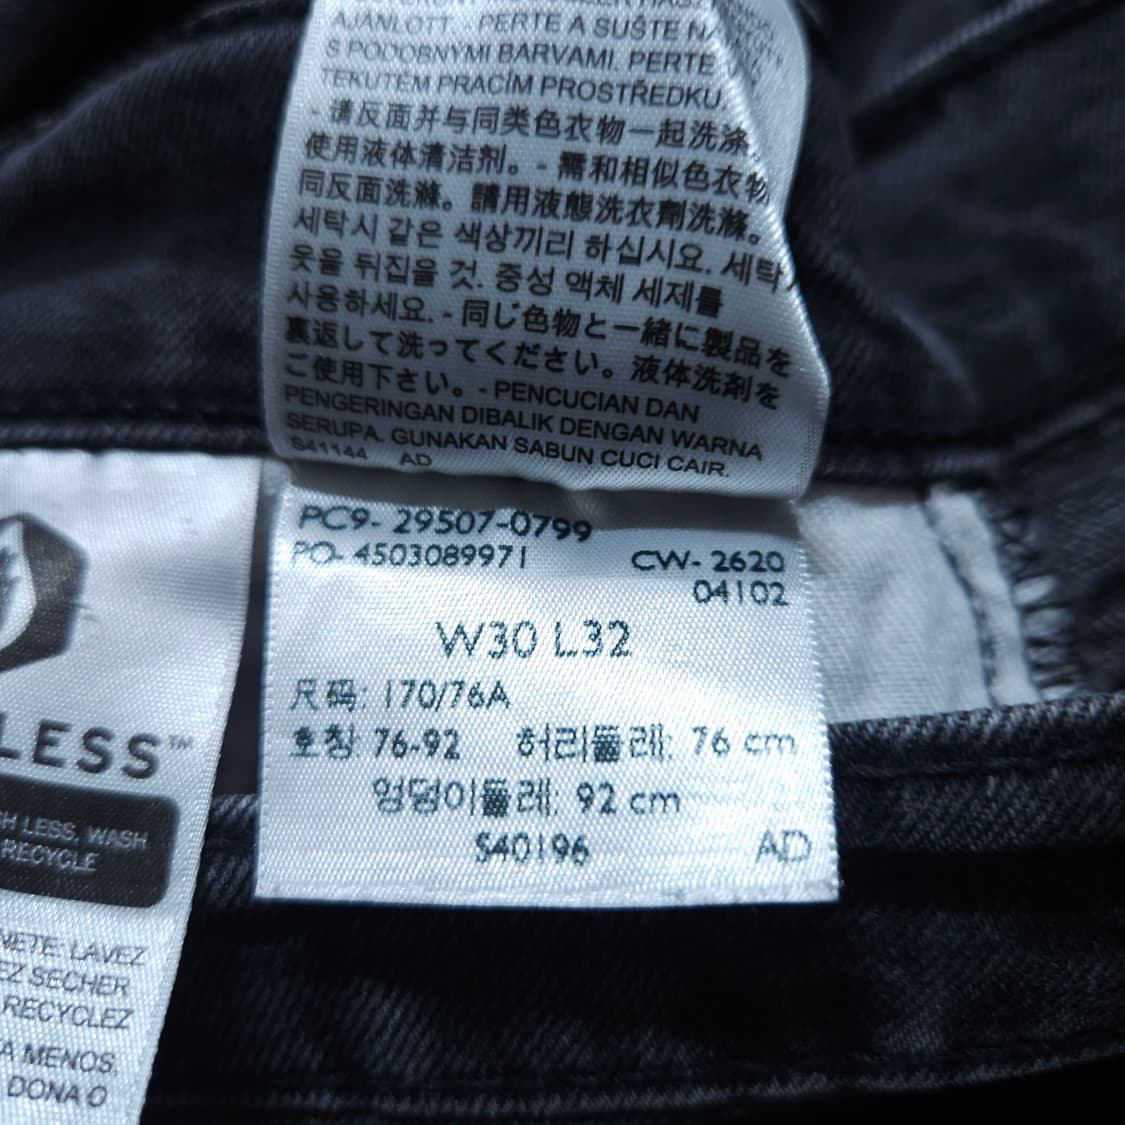 AJÁNLOTT. - PERTE A SUŠTE NA
S PODOBNÝMI BARVAMI. PERTE
TEKUTÉM PRACÍM PROSTŘEDKU.
- 请反面并与同类色衣物一起洗涤
使用液体清洁剂。- 需和相似色衣物
同反面洗滌。請用液態洗衣劑洗滌。
세탁시 같은 색상끼리 하십시요. 세탁
옷을 뒤집을 것. 중성 액체 세제를
사용하세요. - 同じ色物と一緒に製品を
裏返して洗ってください。液体洗剤を
ご使用下さい。- PENCUCIAN DAN
PENGERINGAN DIBALIK DENGAN WARNA
SERUPA. GUNAKAN SABUN CUCI CAIR.
S41144 AD
PC9- 29507-0799
PO- 4503089971 CW- 2620
04102
W30 L32
尺码: 170/76A
호칭 76-92 허리둘레: 76 cm
엉덩이둘레: 92 cm
S40196 AD
LESS™
LESS, WASH
RECYCLE
LAVEZ
SECHER
RECYCLEZ
MENOS,
DONA O